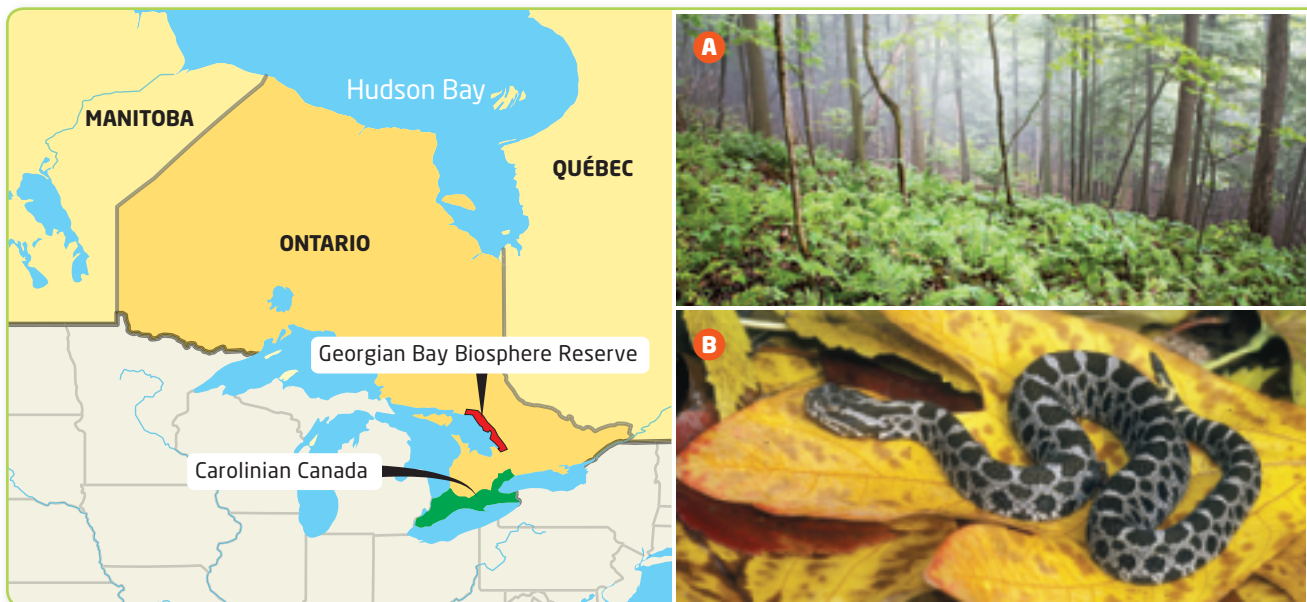 Hudson Bay
MANITOBA
QUÉBEC
ONTARIO
Georgian Bay Biosphere Reserve
Carolinian Canada
A
B